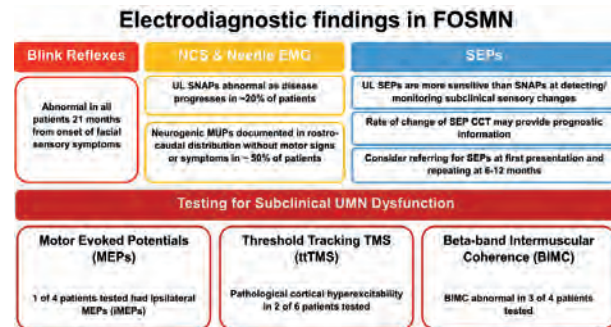 Electrodiagnostic findings in FOSMN
Blink Reflexes
Abnormal in all
patients 21 months
from onset of facial
sensory symptoms
NCS & Needle EMG
UL SNAPs abnormal as disease
progresses in ~20% of patients
Neurogenic MUPs documented in rostro-
caudal distribution without motor signs
or symptoms in ~ 50% of patients
SEPs
UL SEPs are more sensitive than SNAPs at detecting/
monitoring subclinical sensory changes
Rate of change of SEP CCT may provide prognostic
information
Consider referring for SEPs at first presentation and
repeating at 6-12 months
Testing for Subclinical UMN Dysfunction
Motor Evoked Potentials
(MEPs)
1 of 4 patients tested had Ipsilateral
MEPs (iMEPs)
Threshold Tracking TMS
(ttTMS)
Pathological cortical hyperexcitability
in 2 of 6 patients tested
Beta-band Intermuscular
Coherence (BIMC)
BIMC abnormal in 3 of 4 patients
tested